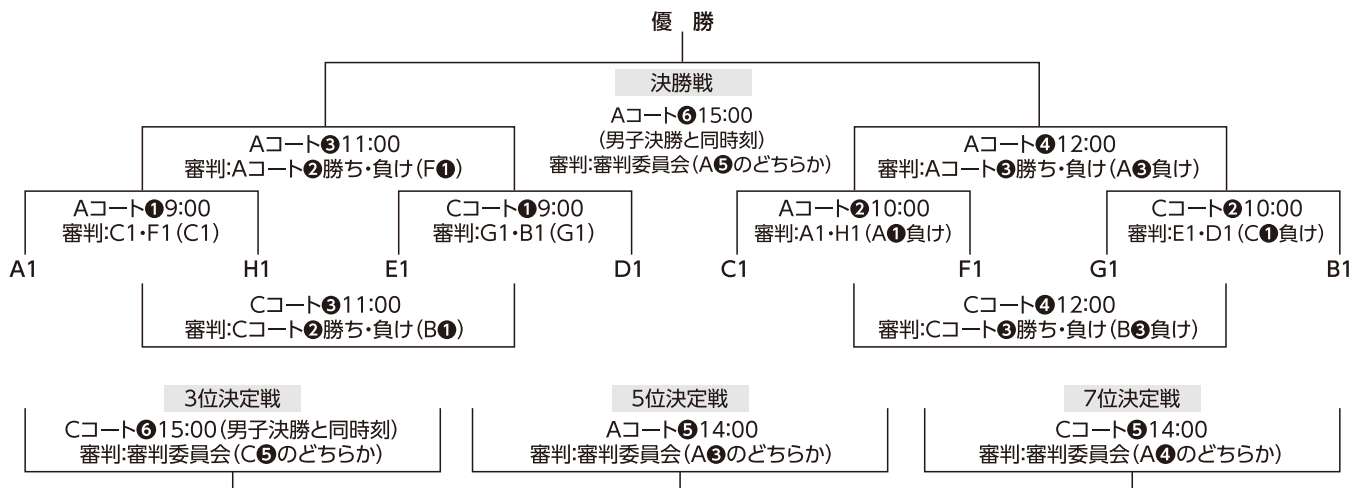 優　勝
決勝戦
Aコート❻15:00
(男子決勝と同時刻)
審判:審判委員会(A❺のどちらか)
Aコート❸11:00
審判:Aコート❷勝ち・負け(F❶)
Aコート❹12:00
審判:Aコート❸勝ち・負け(A❸負け)
Aコート❶9:00
審判:C1・F1(C1)
Cコート❶9:00
審判:G1・B1(G1)
Aコート❷10:00
審判:A1・H1(A❶負け)
Cコート❷10:00
審判:E1・D1(C❶負け)
A1
H1
E1
D1
C1
F1
G1
B1
Cコート❸11:00
審判:Cコート❷勝ち・負け(B❶)
Cコート❹12:00
審判:Cコート❸勝ち・負け(B❸負け)
3位決定戦
Cコート❻15:00(男子決勝と同時刻)
審判:審判委員会(C❺のどちらか)
5位決定戦
Aコート❺14:00
審判:審判委員会(A❸のどちらか)
7位決定戦
Cコート❺14:00
審判:審判委員会(A❹のどちらか)